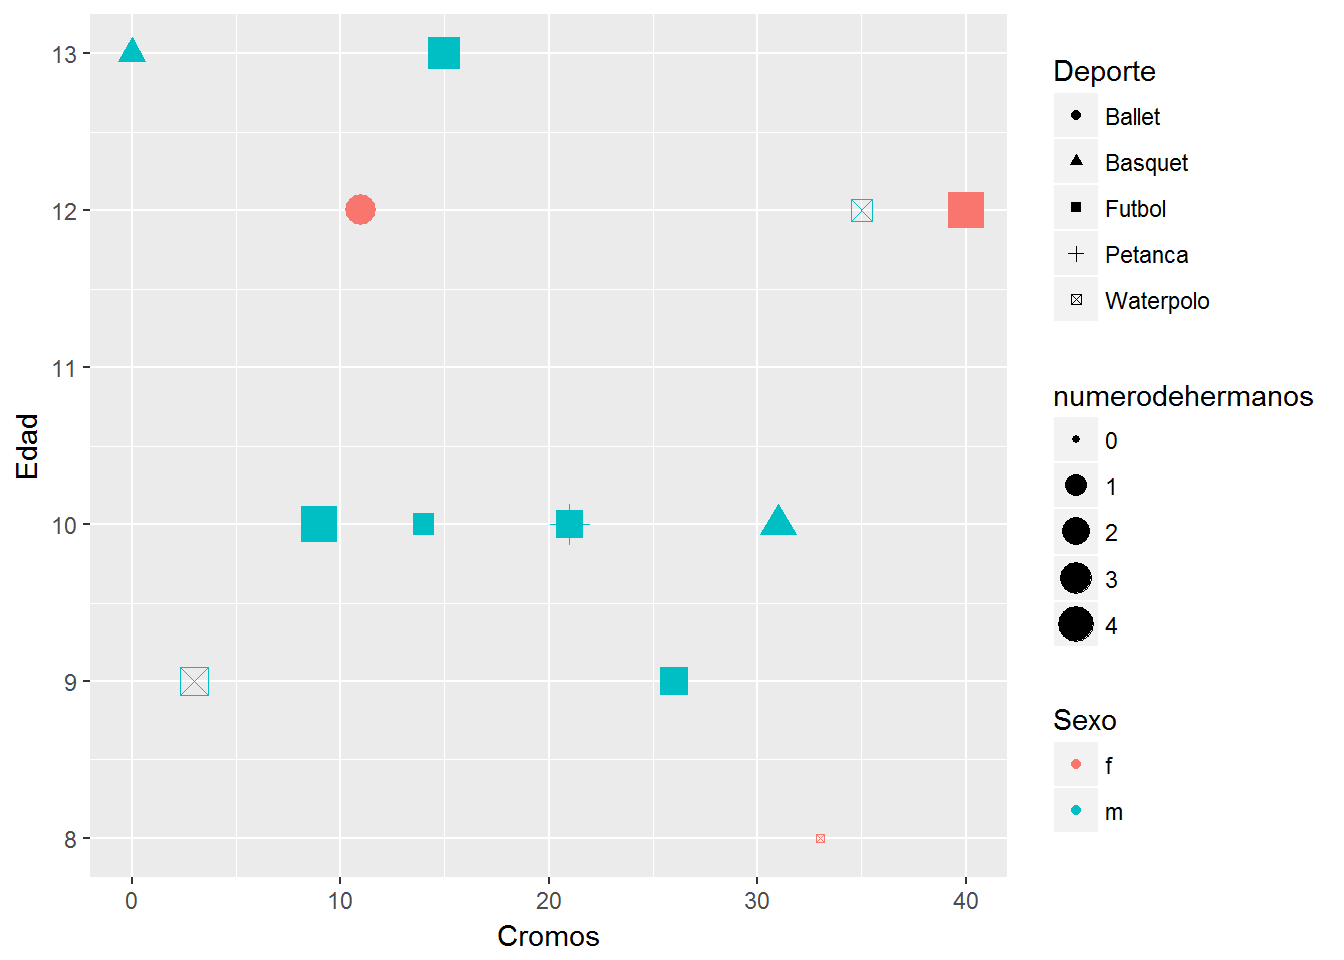 13
12
11
10
9
8
Edad
0 10 20 30 40
Cromos
Deporte
Ballet
Basquet
Futbol
Petanca
Waterpolo
numerodehermanos
0
1
2
3
4
Sexo
f
m